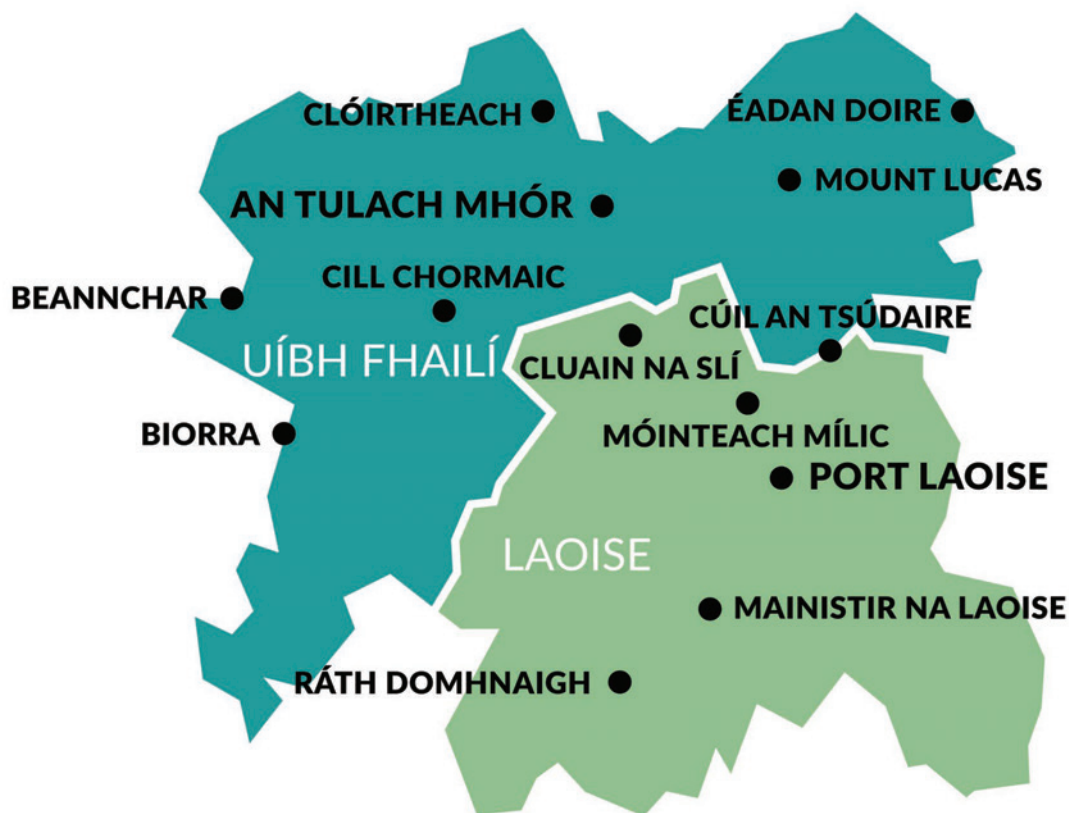 CLÓIRTHEACH
ÉADAN DOIRE
MOUNT LUCAS
AN TULACH MHÓR
CILL CHORMAIC
BEANNCHAR
CÚIL AN TSÚDAIRE
UÍBH FHAILÍ
CLUAIN NA SLÍ
BIORRA
MÓINTEACH MÍLIC
PORT LAOISE
LAOISE
MAINISTIR NA LAOISE
RÁTH DOMHNAIGH